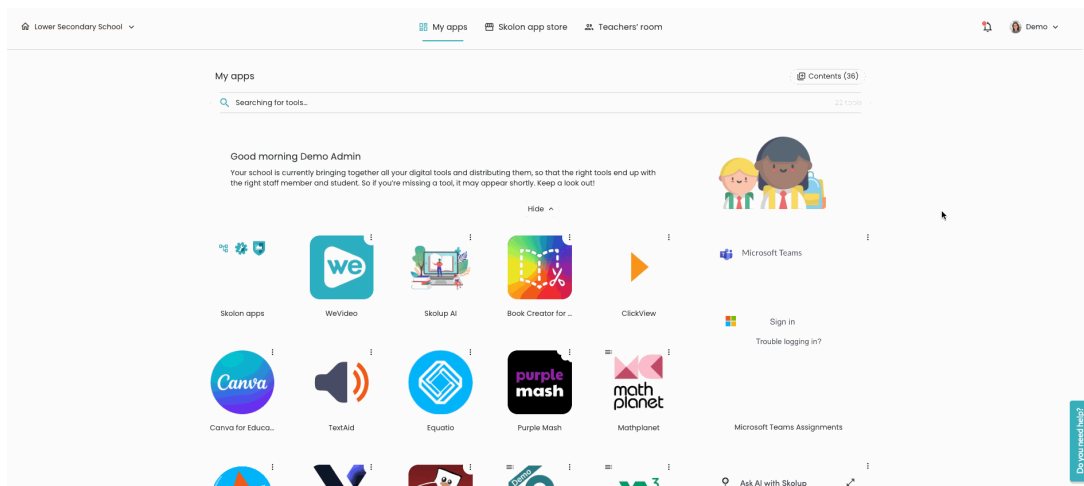 Lower Secondary School
My apps
Skolon app store
Teachers' room
Demo
My apps
Contents (36)
Searching for tools...
Good morning Demo Admin
Your school is currently bringing together all your digital tools and distributing them, so that the right tools end up with
the right staff member and student. So if you're missing a tool, it may appear shortly. Keep a look out!
Hide
Microsoft Teams
we
Skolon apps
WeVideo
Skolup AI
Book Creator for ...
ClickView
Sign in
Trouble logging in?
Canva
purple
mash
math
planet
Canva for Educa...
TextAid
Equatio
Purple Mash
Mathplanet
Microsoft Teams Assignments
Do you need help?
Demo
3
Ask AI with Skolup